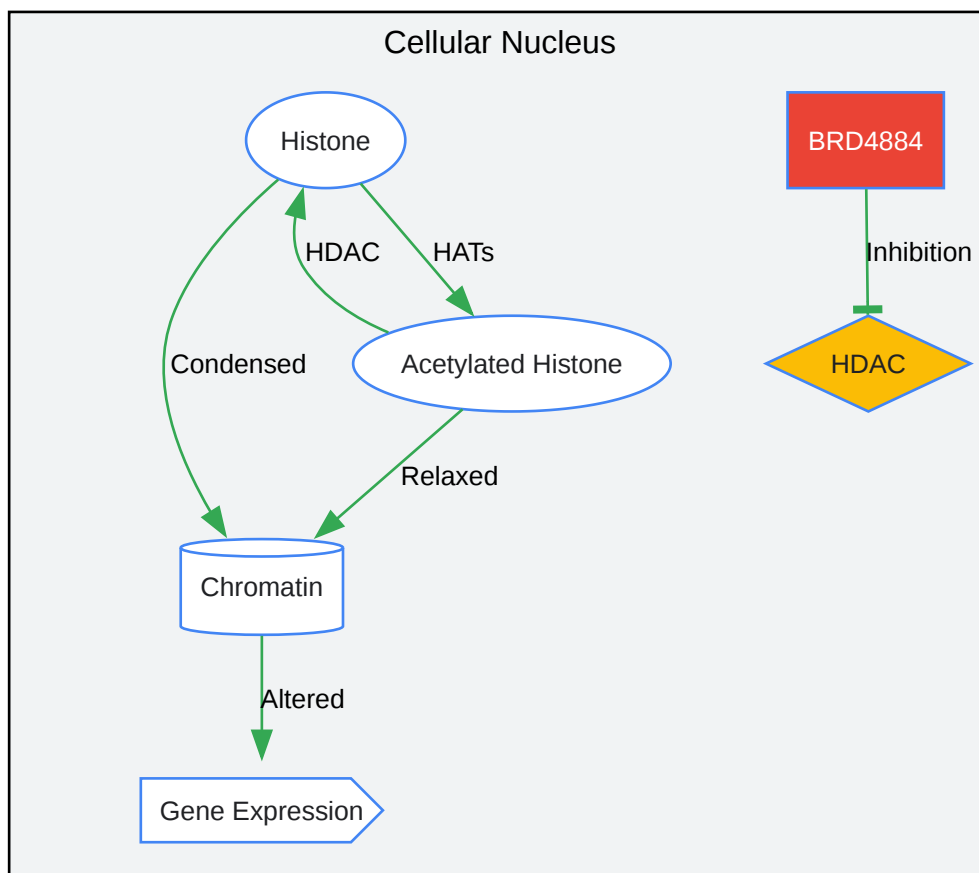 Cellular Nucleus
Histone
BRD4884
HDAC
HATs
Inhibition
Condensed
Acetylated Histone
HDAC
Relaxed
Chromatin
Altered
Gene Expression